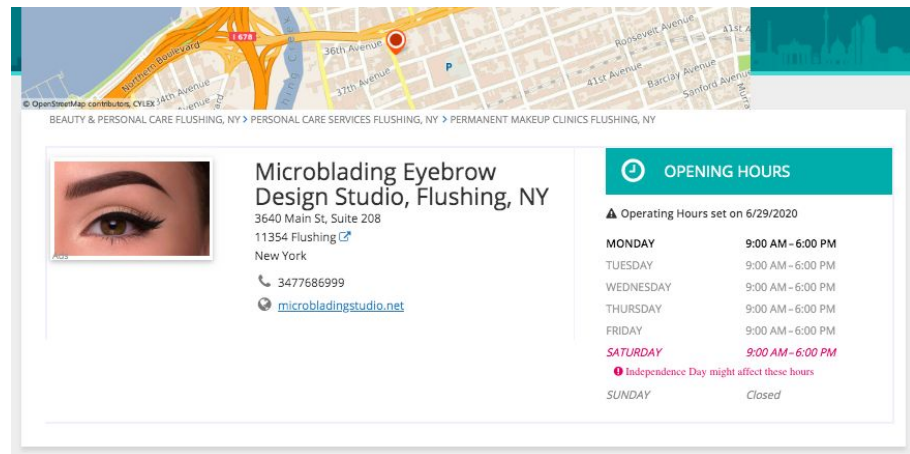 Northern Boulevard
I 678
36th Avenue
37th Avenue
34th Avenue
P
Roosevelt Avenue
41st Avenue
Barclay Avenue
Sanford Avenue
© OpenStreetMap contributors, CYLEX
BEAUTY & PERSONAL CARE FLUSHING, NY > PERSONAL CARE SERVICES FLUSHING, NY > PERMANENT MAKEUP CLINICS FLUSHING, NY
Microblading Eyebrow
Design Studio, Flushing, NY
3640 Main St, Suite 208
11354 Flushing
New York
3477686999
microbladingstudio.net
Ads
OPENING HOURS
Operating Hours set on 6/29/2020
MONDAY 9:00 AM – 6:00 PM
TUESDAY 9:00 AM – 6:00 PM
WEDNESDAY 9:00 AM – 6:00 PM
THURSDAY 9:00 AM – 6:00 PM
FRIDAY 9:00 AM – 6:00 PM
SATURDAY 9:00 AM – 6:00 PM
Independence Day might affect these hours
SUNDAY Closed